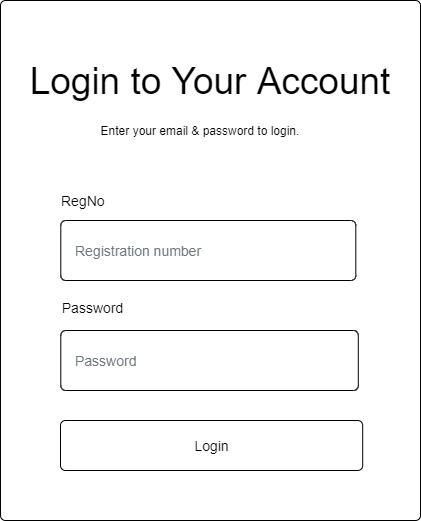 Login to Your Account
Enter your email & password to login.
RegNo
Registration number
Password
Password
Login